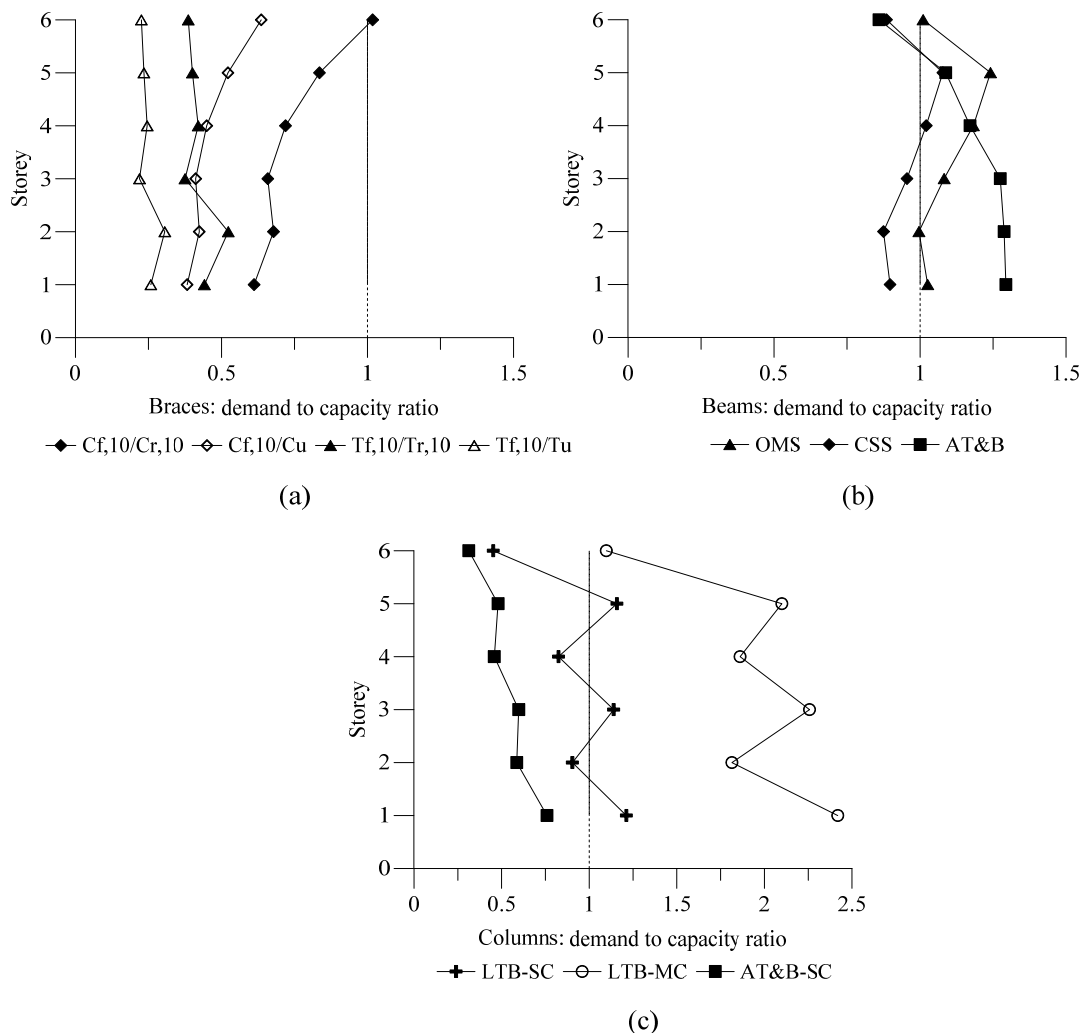 6
5
4
3
2
1
0
Storey
0 0.5 1 1.5
Braces: demand to capacity ratio
Cf,10/Cr,10 Cf,10/Cu Tf,10/Tr,10 Tf,10/Tu
(a)
6
5
4
3
2
1
0
Storey
0 0.5 1 1.5
Beams: demand to capacity ratio
OMS CSS AT&B
(b)
6
5
4
3
2
1
0
Storey
0 0.5 1 2 2.5
Columns: demand to capacity ratio
LTB-SC LTB-MC AT&B-SC
(c)